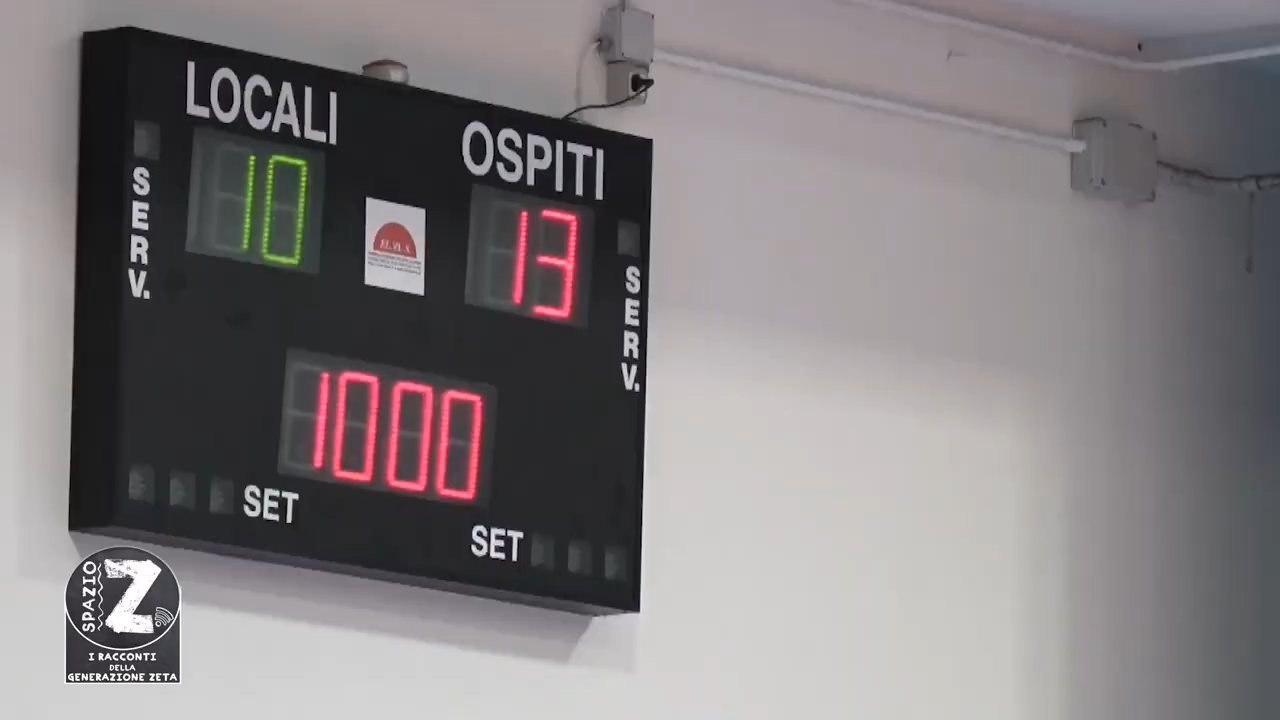 LOCALI
OSPITI
10
13
SERV.
SERV.
1000
SET
SET
SPAZIO
Z
I RACCONTI
DELLA
GENERAZIONE ZETA